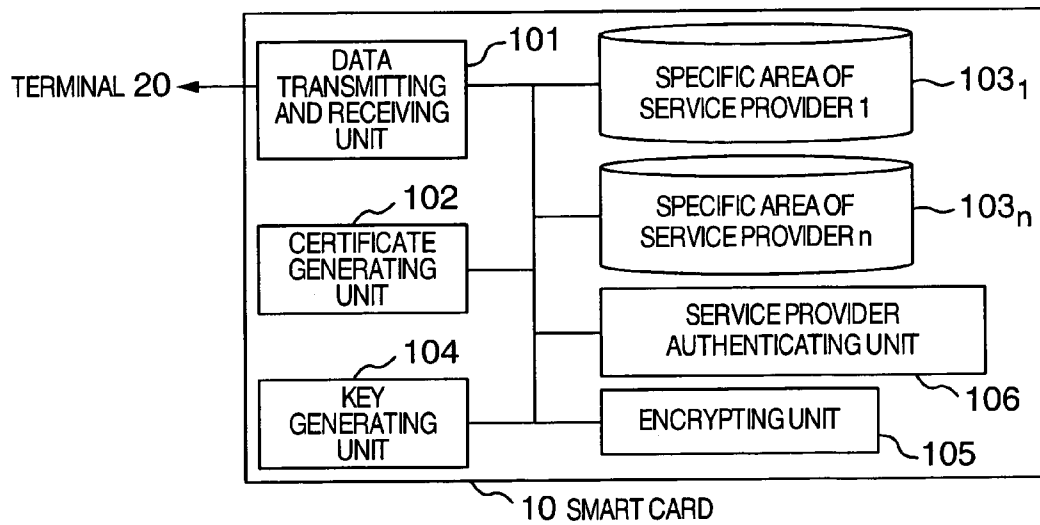 TERMINAL 20
DATA
TRANSMITTING
AND RECEIVING
UNIT
101
SPECIFIC AREA OF
SERVICE PROVIDER 1
103₁
102
CERTIFICATE
GENERATING
UNIT
SPECIFIC AREA OF
SERVICE PROVIDER n
103ₙ
SERVICE PROVIDER
AUTHENTICATING UNIT
106
104
KEY
GENERATING
UNIT
ENCRYPTING UNIT
105
10 SMART CARD